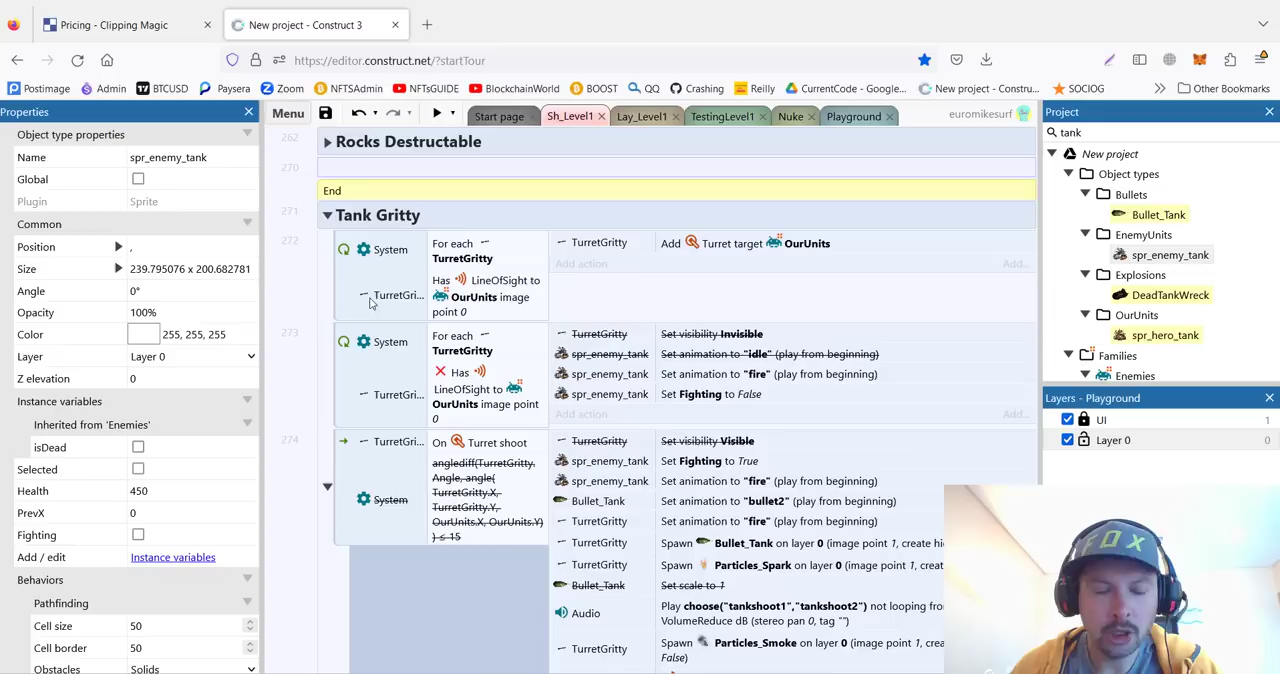 Pricing - Clipping Magic
New project - Construct 3
https://editor.construct.net/?startTour
Postimage
Admin
BTCUSD
Paysera
Zoom
NFTSAdmin
NFTsGUIDE
BlockchainWorld
BOOST
QQ
Crashing
Reilly
CurrentCode - Google...
New project - Constru...
SOCIOG
Other Bookmarks
Properties
Menu
Start page
Sh_Level1
Lay_Level1
TestingLevel1
Nuke
Playground
euromikesurf
Project
Object type properties
Name spr_enemy_tank
Global
Plugin Sprite
Common
Position ,
Size 239.795076 x 200.682781
Angle 0°
Opacity 100%
Color 255, 255, 255
Layer Layer 0
Z elevation 0
Instance variables
Inherited from 'Enemies'
isDead
Selected
Health 450
PrevX 0
Fighting
Add / edit Instance variables
Behaviors
Pathfinding
Cell size 50
Cell border 50
Obstacles Solids
262 Rocks Destructable
270
End
271 Tank Gritty
272 System For each TurretGritty
TurretGri... Has LineOfSight to OurUnits image point 0
TurretGritty Add Turret target OurUnits
Add action Add...
273 System For each TurretGritty
TurretGri... Has LineOfSight to OurUnits image point 0
TurretGritty Set visibility Invisible
spr_enemy_tank Set animation to "idle" (play from beginning)
spr_enemy_tank Set animation to "fire" (play from beginning)
spr_enemy_tank Set Fighting to False
Add action Add...
274 TurretGri... On Turret shoot
System anglediff(TurretGritty.
Angle, angle(
TurretGritty.X,
TurretGritty.Y,
OurUnits.X, OurUnits.Y)
) ≤ 15
TurretGritty Set visibility Visible
spr_enemy_tank Set Fighting to True
spr_enemy_tank Set animation to "fire" (play from beginning)
Bullet_Tank Set animation to "bullet2" (play from beginning)
TurretGritty Set animation to "fire" (play from beginning)
TurretGritty Spawn Bullet_Tank on layer 0 (image point 1, create hi
TurretGritty Spawn Particles_Spark on layer 0 (image point 1, crea
Bullet_Tank Set scale to 1
Audio Play choose("tankshoot1","tankshoot2") not looping from
VolumeReduce dB (stereo pan 0, tag "")
TurretGritty Spawn Particles_Smoke on layer 0 (image point 1, crea
False)
tank
New project
Object types
Bullets
Bullet_Tank
EnemyUnits
spr_enemy_tank
Explosions
DeadTankWreck
OurUnits
spr_hero_tank
Families
Enemies
Layers - Playground
UI 1
Layer 0 0
FOX